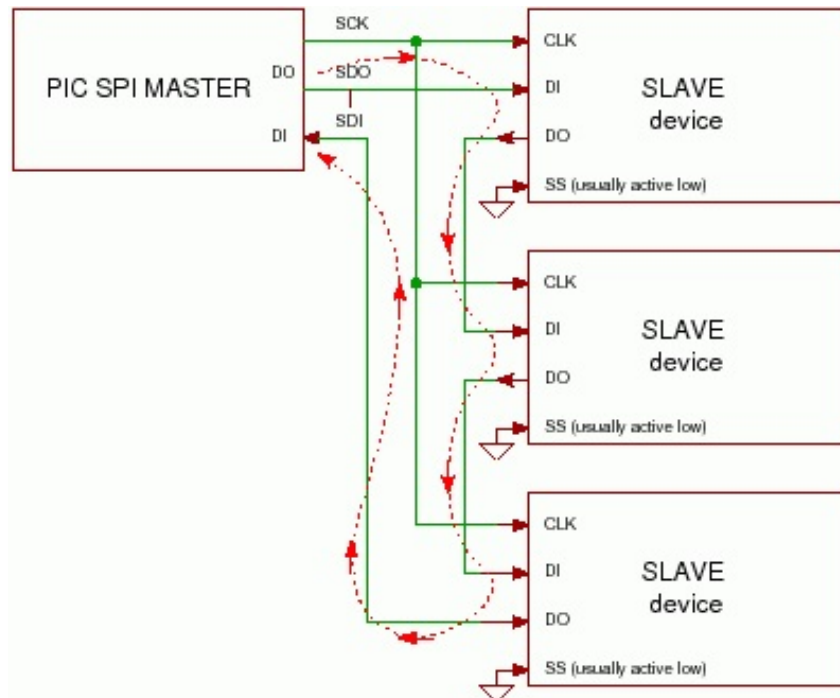 SCK
DO
SDO
PIC SPI MASTER
SDI
DI
CLK
DI
SLAVE
device
DO
SS (usually active low)
CLK
DI
SLAVE
device
DO
SS (usually active low)
CLK
DI
SLAVE
device
DO
SS (usually active low)